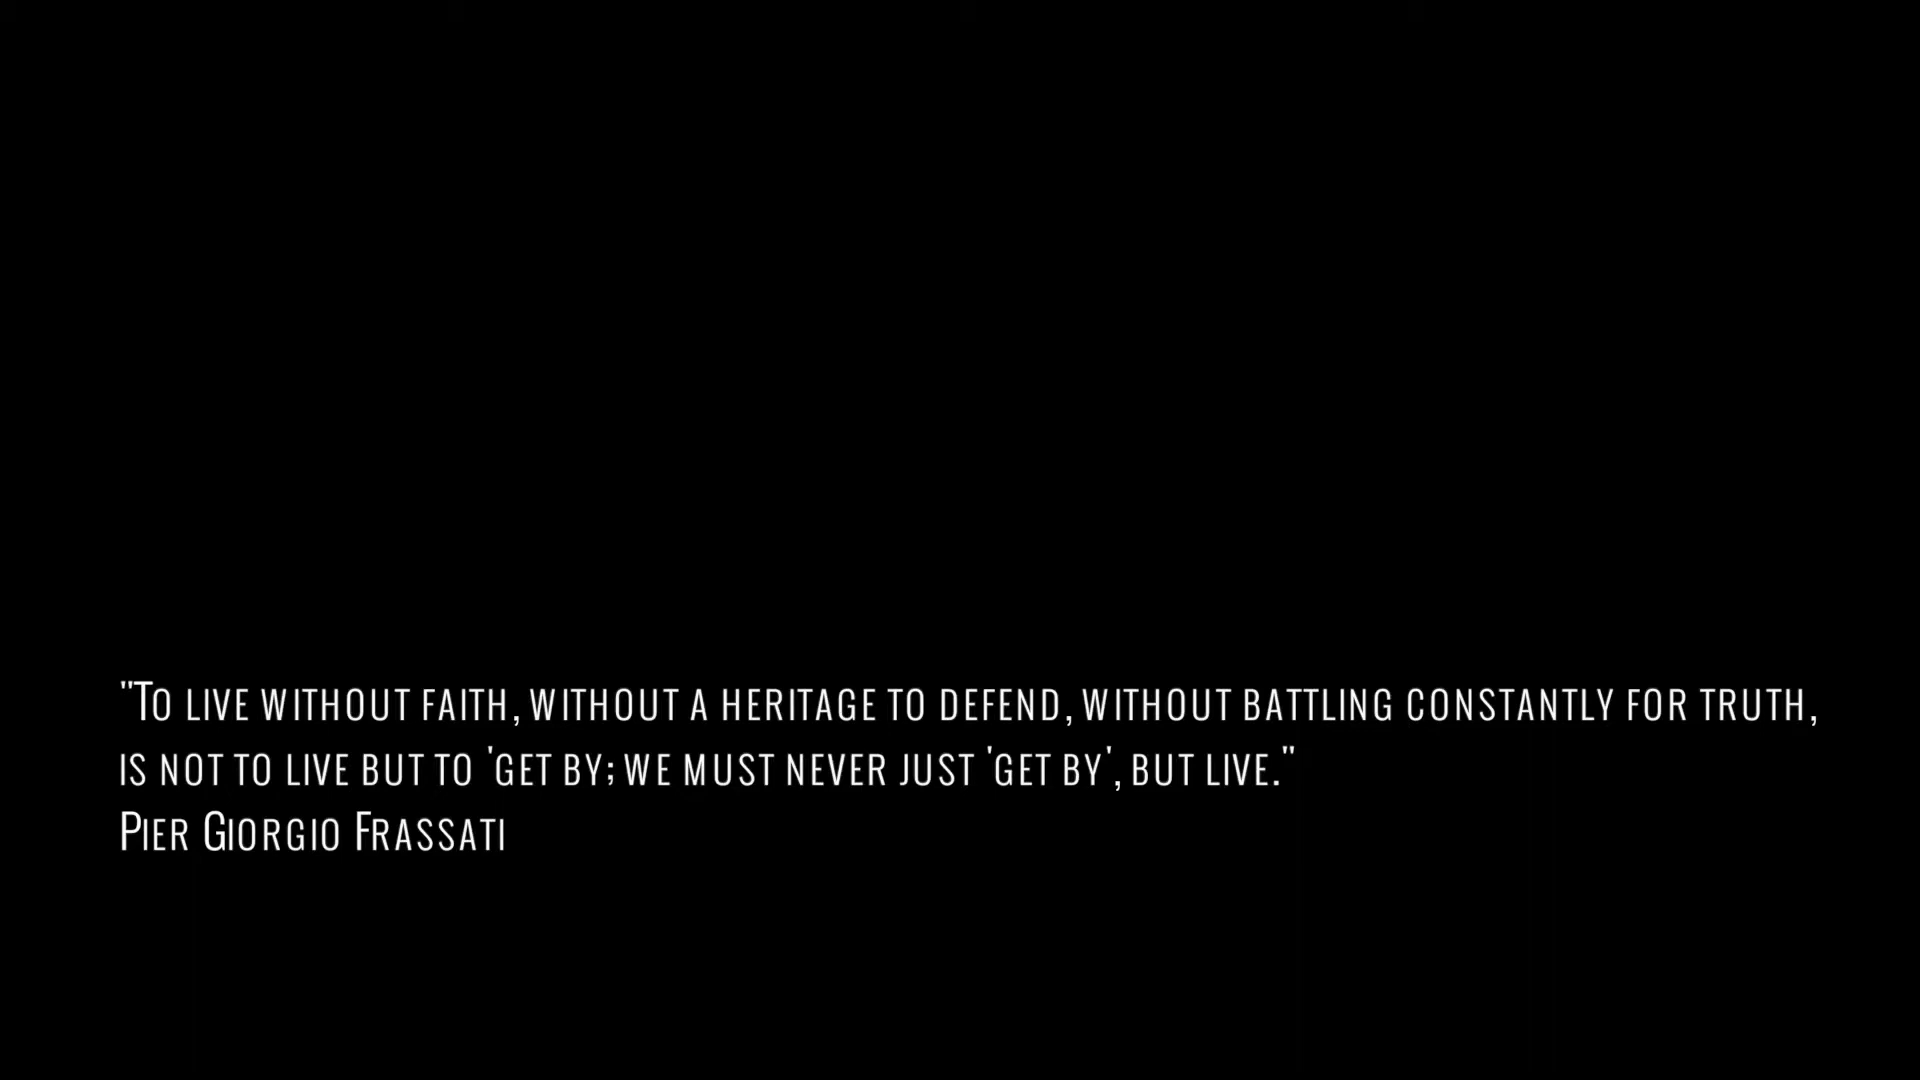 "To live without faith, without a heritage to defend, without battling constantly for truth,
is not to live but to 'get by; we must never just 'get by', but live."
Pier Giorgio Frassati